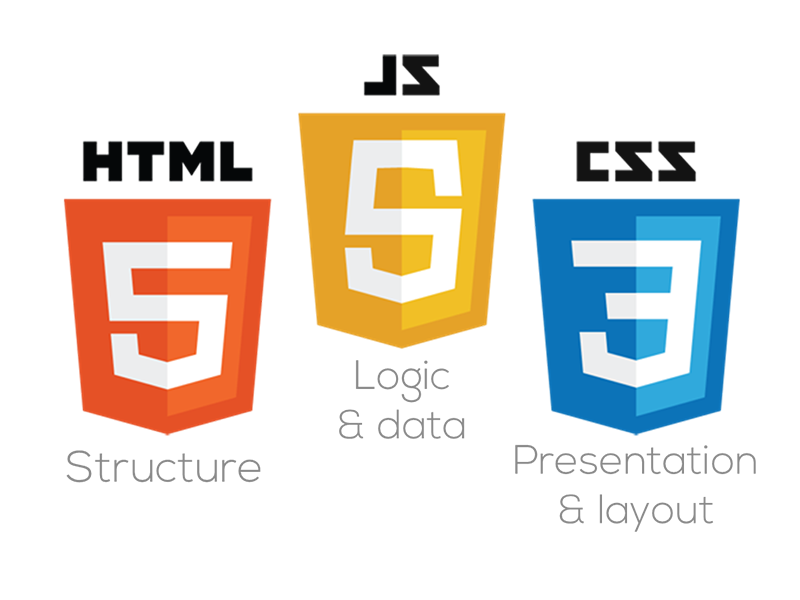 HTML
5
Structure
JS
5
Logic
& data
CSS
3
Presentation
& layout